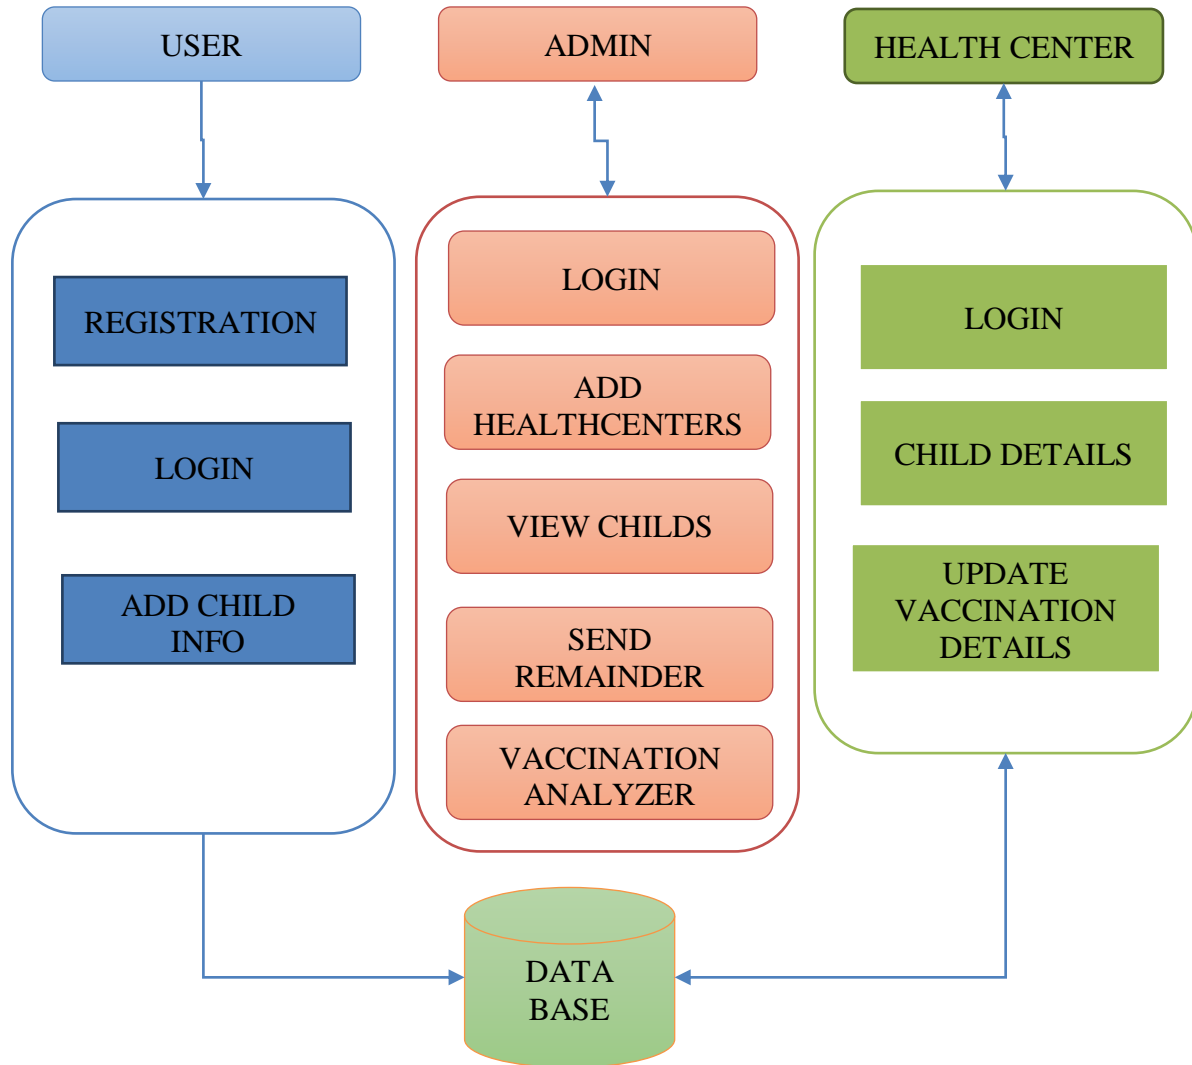 USER
ADMIN
HEALTH CENTER
REGISTRATION
LOGIN
ADD CHILD
INFO
LOGIN
ADD
HEALTHCENTERS
VIEW CHILDS
SEND
REMAINDER
VACCINATION
ANALYZER
LOGIN
CHILD DETAILS
UPDATE
VACCINATION
DETAILS
DATA
BASE